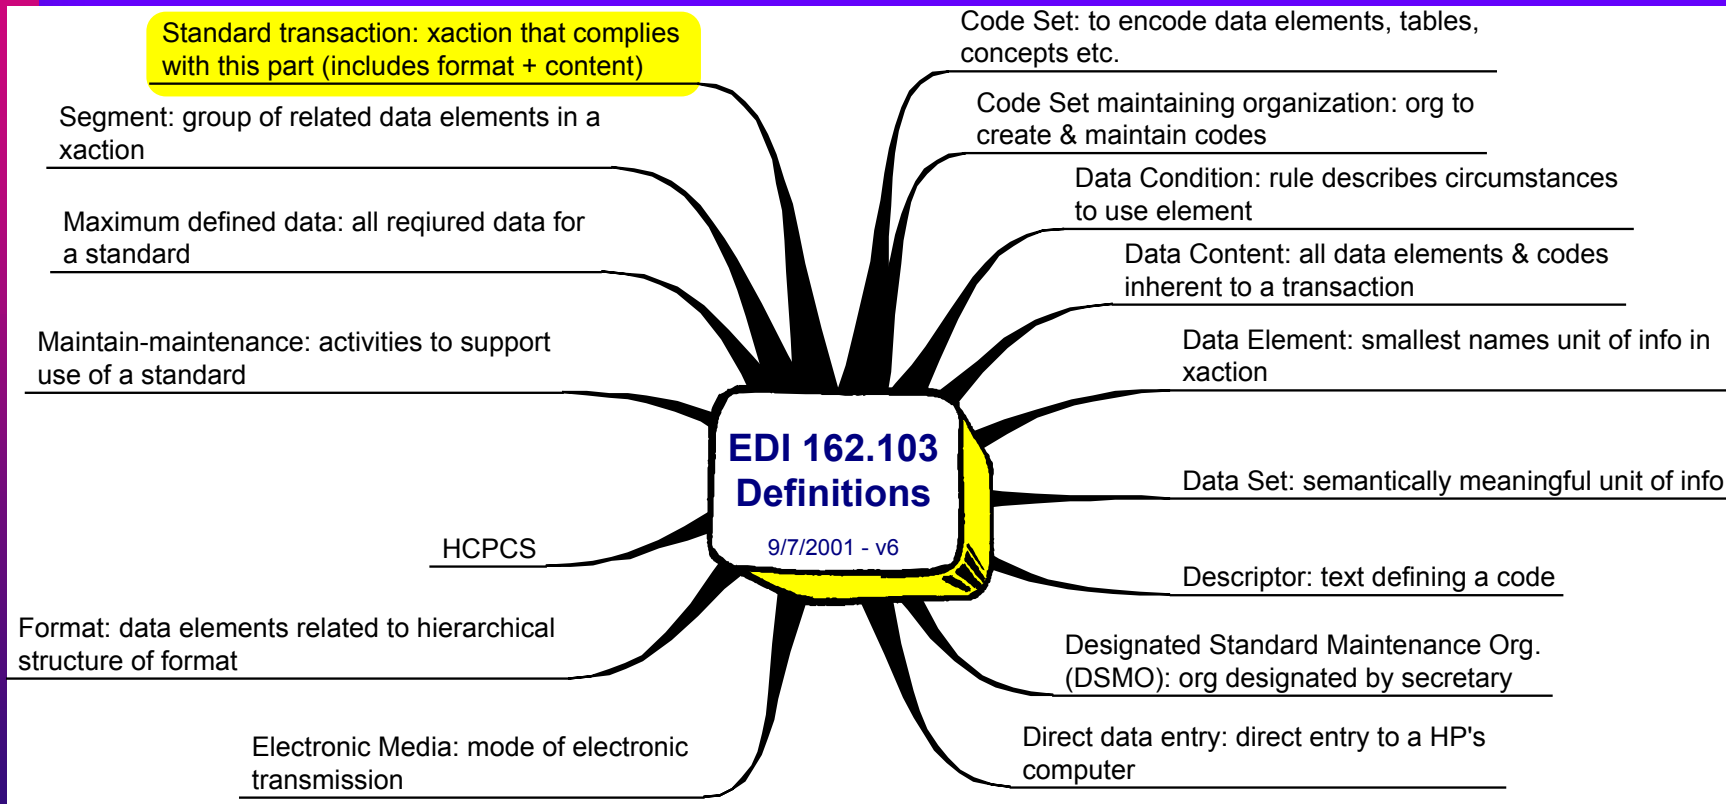 Standard transaction: xaction that complies
with this part (includes format + content)
Segment: group of related data elements in a
xaction
Maximum defined data: all reqiured data for
a standard
Maintain-maintenance: activities to support
use of a standard
HCPCS
Format: data elements related to hierarchical
structure of format
Electronic Media: mode of electronic
transmission
EDI 162.103
Definitions
9/7/2001 - v6
Code Set: to encode data elements, tables,
concepts etc.
Code Set maintaining organization: org to
create & maintain codes
Data Condition: rule describes circumstances
to use element
Data Content: all data elements & codes
inherent to a transaction
Data Element: smallest names unit of info in
xaction
Data Set: semantically meaningful unit of info
Descriptor: text defining a code
Designated Standard Maintenance Org.
(DSMO): org designated by secretary
Direct data entry: direct entry to a HP's
computer